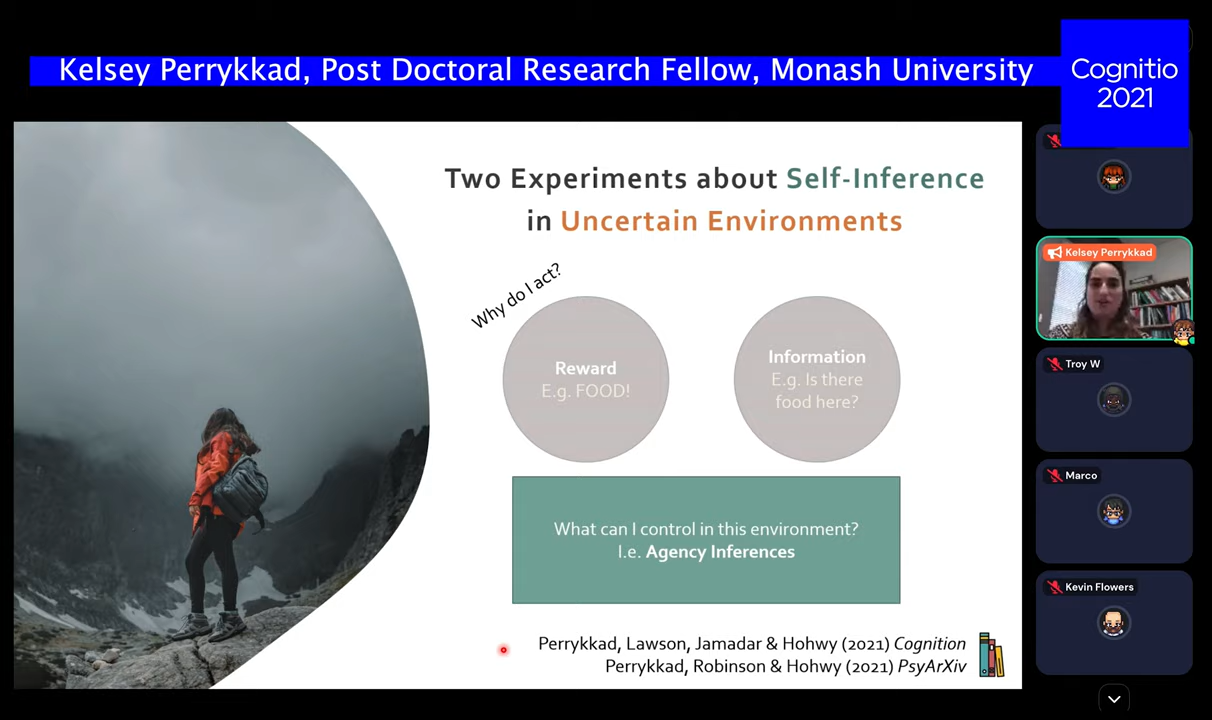 Kelsey Perrykkad, Post Doctoral Research Fellow, Monash University
Cognitio
2021
Two Experiments about Self-Inference
in Uncertain Environments
Why do I act?
Reward
E.g. FOOD!
Information
E.g. Is there
food here?
What can I control in this environment?
I.e. Agency Inferences
Perrykkad, Lawson, Jamadar & Hohwy (2021) Cognition
Perrykkad, Robinson & Hohwy (2021) PsyArXiv
Kelsey Perrykkad
Troy W
Marco
Kevin Flowers